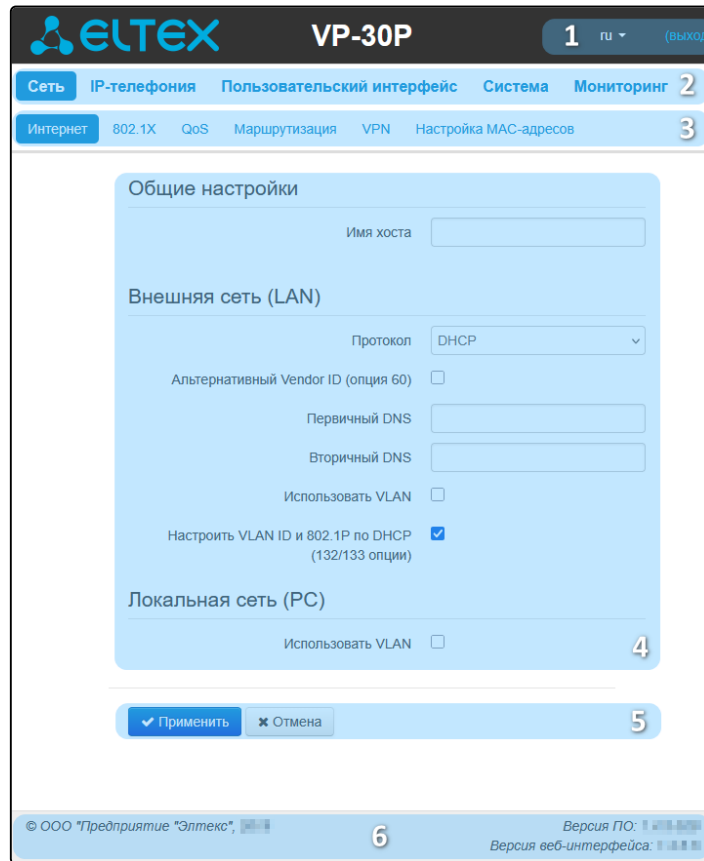 ELTEX VP-30P 1 ru (выход
Сеть IP-телефония Пользовательский интерфейс Система Мониторинг 2
Интернет 802.1X QoS Маршрутизация VPN Настройка MAC-адресов 3
Общие настройки
Имя хоста
Внешняя сеть (LAN)
Протокол DHCP
Альтернативный Vendor ID (опция 60)
Первичный DNS
Вторичный DNS
Использовать VLAN
Настроить VLAN ID и 802.1P по DHCP
(132/133 опции)
Локальная сеть (PC)
Использовать VLAN
4
Применить Отмена 5
© ООО "Предприятие "Элтекс", 6 Версия ПО:
Версия веб-интерфейса: